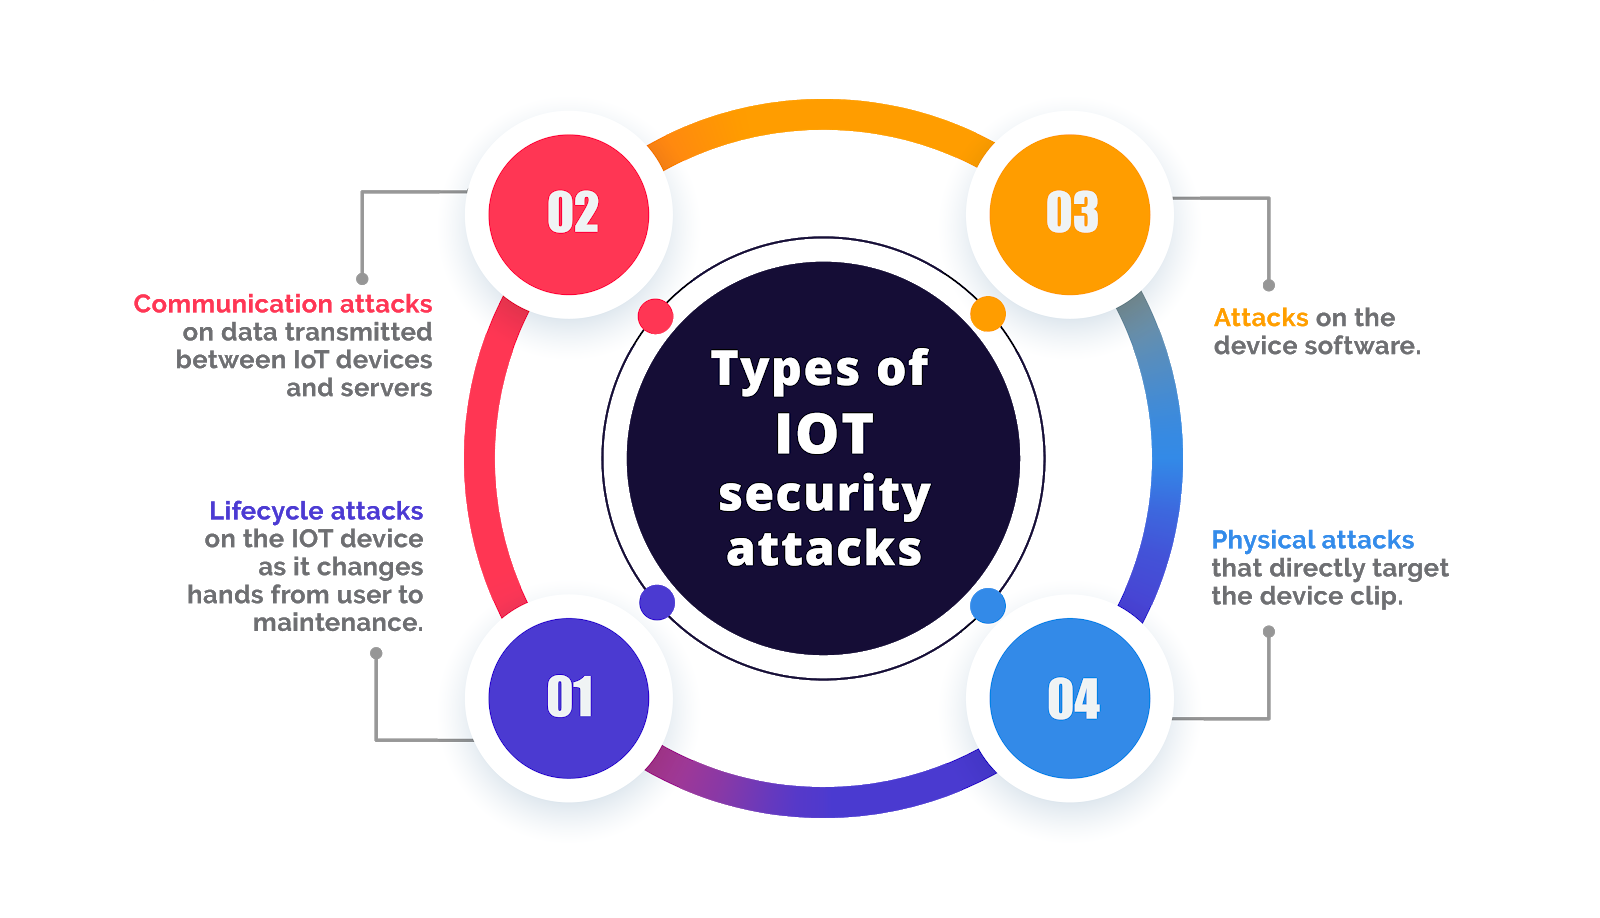 Types of
IOT
security
attacks
01
Lifecycle attacks
on the IOT device
as it changes
hands from user to
maintenance.
02
Communication attacks
on data transmitted
between IoT devices
and servers
03
Attacks on the
device software.
04
Physical attacks
that directly target
the device clip.